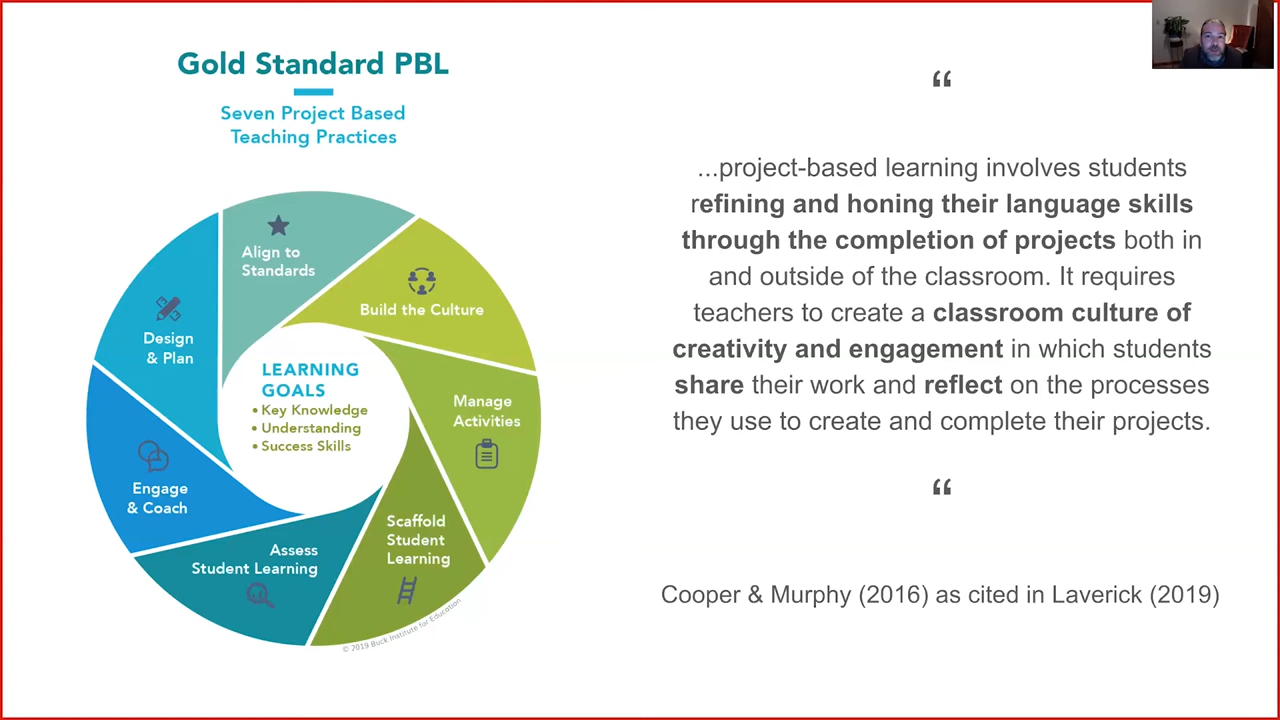 Gold Standard PBL
Seven Project Based
Teaching Practices
Align to
Standards
Build the Culture
Manage
Activities
Scaffold
Student
Learning
Assess
Student Learning
Engage
& Coach
Design
& Plan
LEARNING
GOALS
• Key Knowledge
• Understanding
• Success Skills
© 2019 Buck Institute for Education
“
...project-based learning involves students
refining and honing their language skills
through the completion of projects both in
and outside of the classroom. It requires
teachers to create a classroom culture of
creativity and engagement in which students
share their work and reflect on the processes
they use to create and complete their projects.
“
Cooper & Murphy (2016) as cited in Laverick (2019)